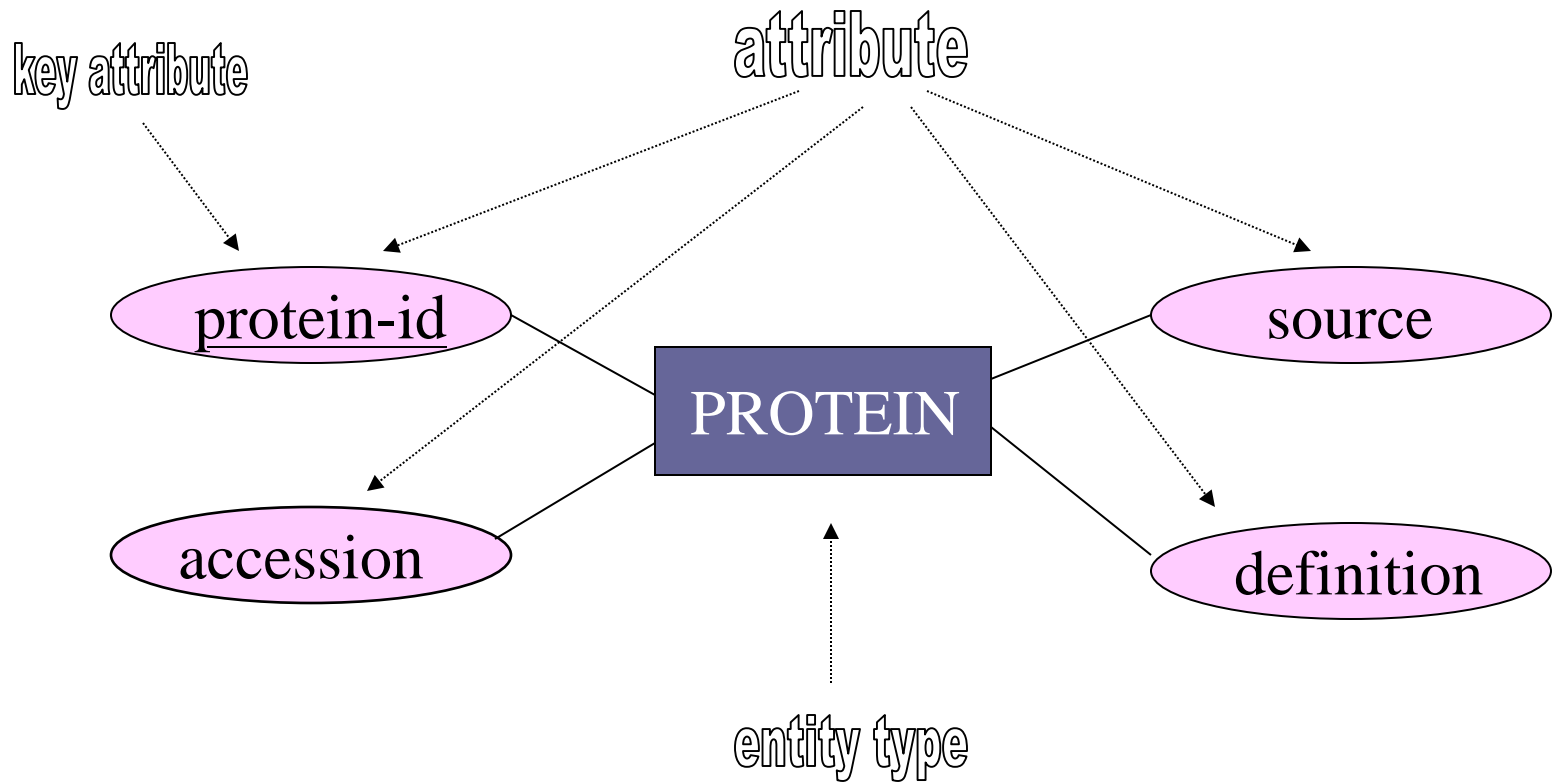 attribute
key attribute
protein-id
source
PROTEIN
accession
definition
entity type